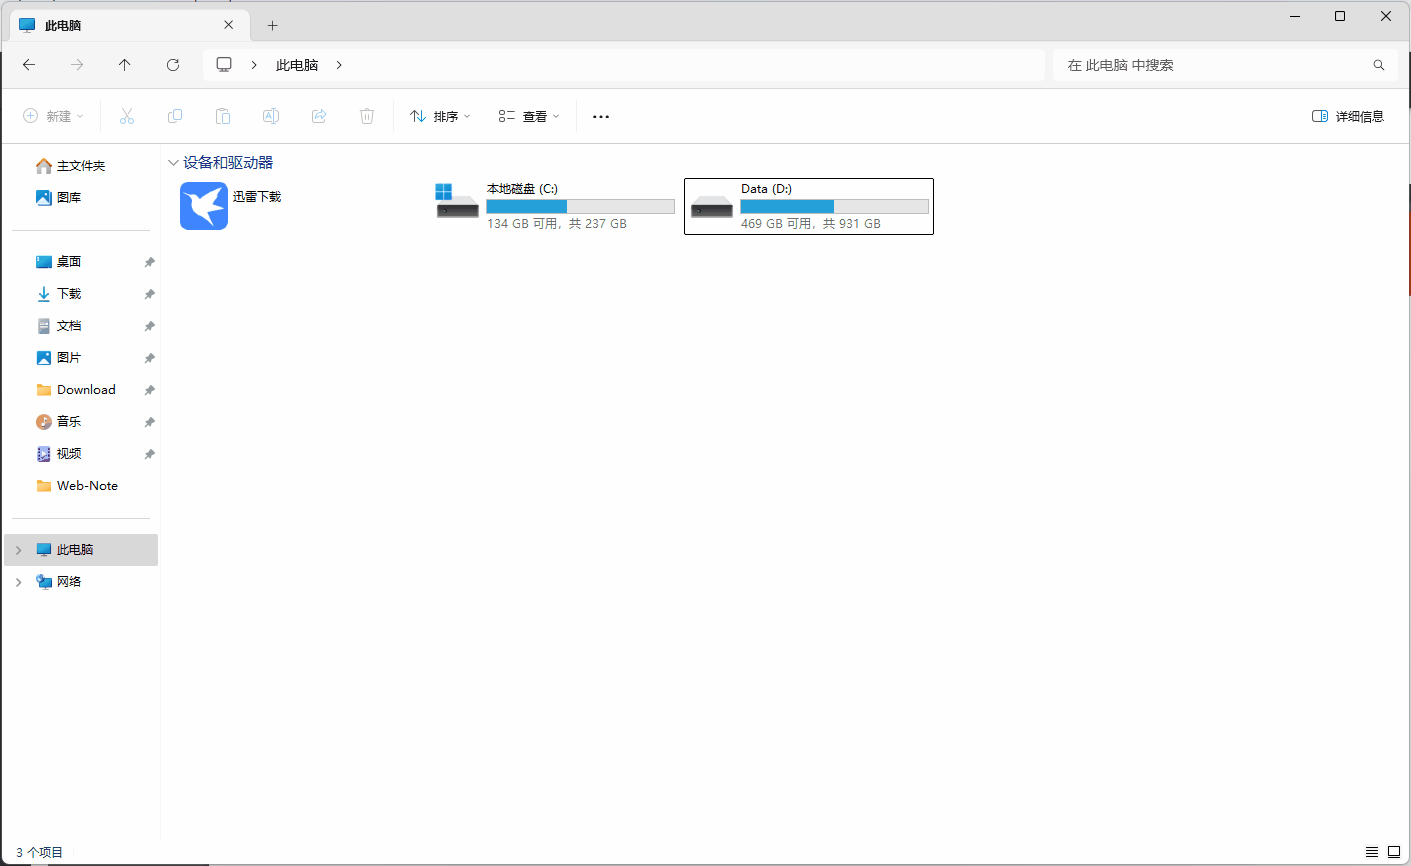 此电脑
此电脑
在 此电脑 中搜索
新建
排序
查看
详细信息
主文件夹
图库
桌面
下载
文档
图片
Download
音乐
视频
Web-Note
此电脑
网络
设备和驱动器
迅雷下载
本地磁盘 (C:)
134 GB 可用，共 237 GB
Data (D:)
469 GB 可用，共 931 GB
3 个项目